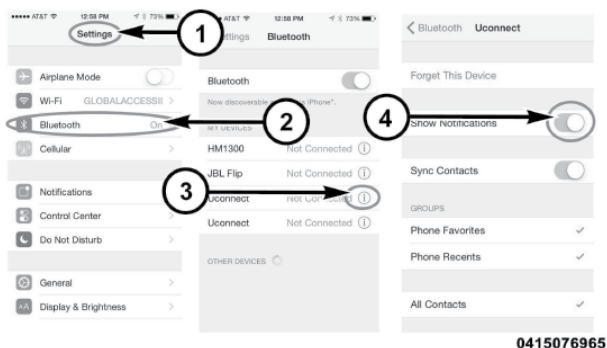 AT&T 12:58 PM 73%
Settings
Airplane Mode
Wi-Fi GLOBALACCESSII
Bluetooth On
Cellular
Notifications
Control Center
Do Not Disturb
General
Display & Brightness
1
2
3
AT&T 12:58 PM 73%
ettings Bluetooth
Bluetooth
Now discoverable iPhone".
MY DEVICES
HM1300 Not Connected
JBL Flip Not Connected
Uconnect Not Connected
Uconnect Not Connected
OTHER DEVICES
Bluetooth Uconnect
Forget This Device
4
Show Notifications
Sync Contacts
GROUPS
Phone Favorites
Phone Recents
All Contacts
0415076965